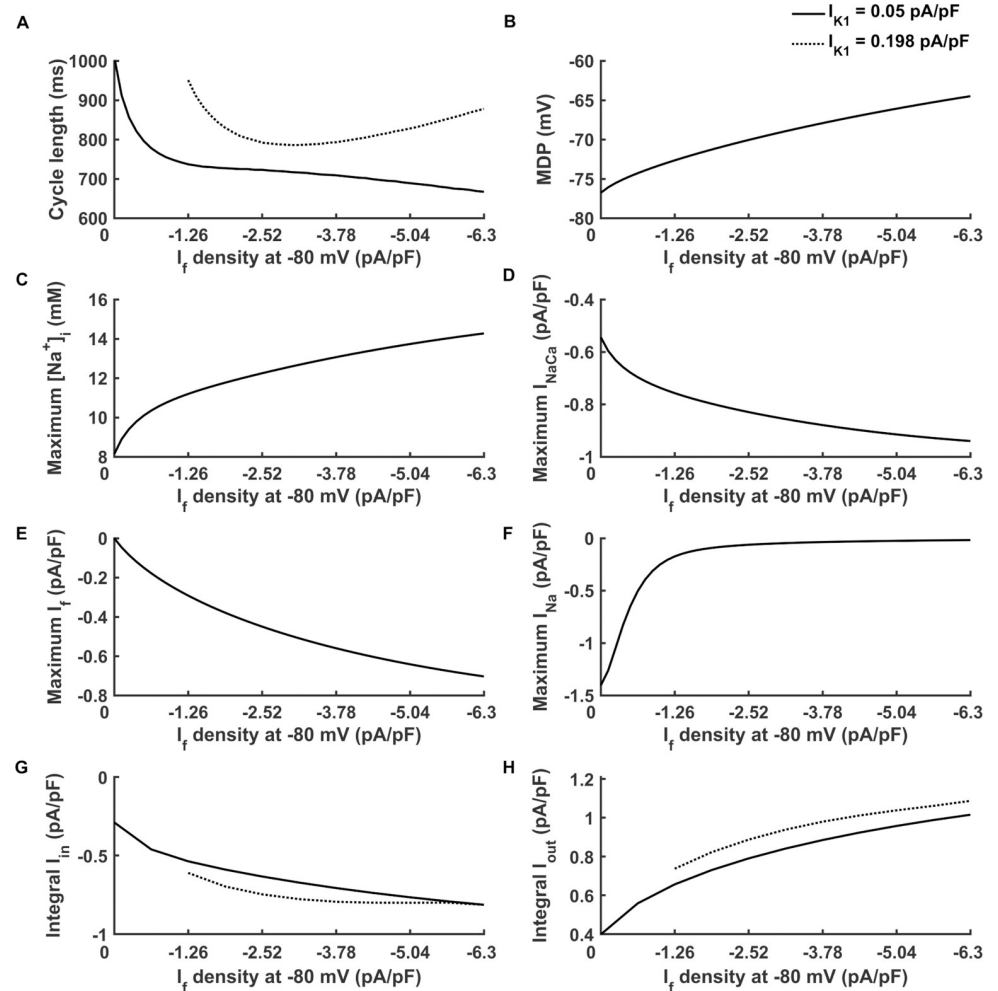 I_K1 = 0.05 pA/pF
I_K1 = 0.198 pA/pF
A
1000
900
800
700
600
Cycle length (ms)
0 -1.26 -2.52 -3.78 -5.04 -6.3
I_f density at -80 mV (pA/pF)
B
-60
-65
-70
-75
-80
MDP (mV)
0 -1.26 -2.52 -3.78 -5.04 -6.3
I_f density at -80 mV (pA/pF)
C
16
14
12
10
8
Maximum [Na⁺]_i (mM)
0 -1.26 -2.52 -3.78 -5.04 -6.3
I_f density at -80 mV (pA/pF)
D
-0.4
-0.6
-0.8
-1
Maximum I_NaCa (pA/pF)
0 -1.26 -2.52 -3.78 -5.04 -6.3
I_f density at -80 mV (pA/pF)
E
0
-0.2
-0.4
-0.6
-0.8
Maximum I_f (pA/pF)
0 -1.26 -2.52 -3.78 -5.04 -6.3
I_f density at -80 mV (pA/pF)
F
0
-0.5
-1
-1.5
Maximum I_Na (pA/pF)
0 -1.26 -2.52 -3.78 -5.04 -6.3
I_f density at -80 mV (pA/pF)
G
0
-0.5
-1
Integral I_in (pA/pF)
0 -1.26 -2.52 -3.78 -5.04 -6.3
I_f density at -80 mV (pA/pF)
H
1.2
1
0.8
0.6
0.4
Integral I_out (pA/pF)
0 -1.26 -2.52 -3.78 -5.04 -6.3
I_f density at -80 mV (pA/pF)